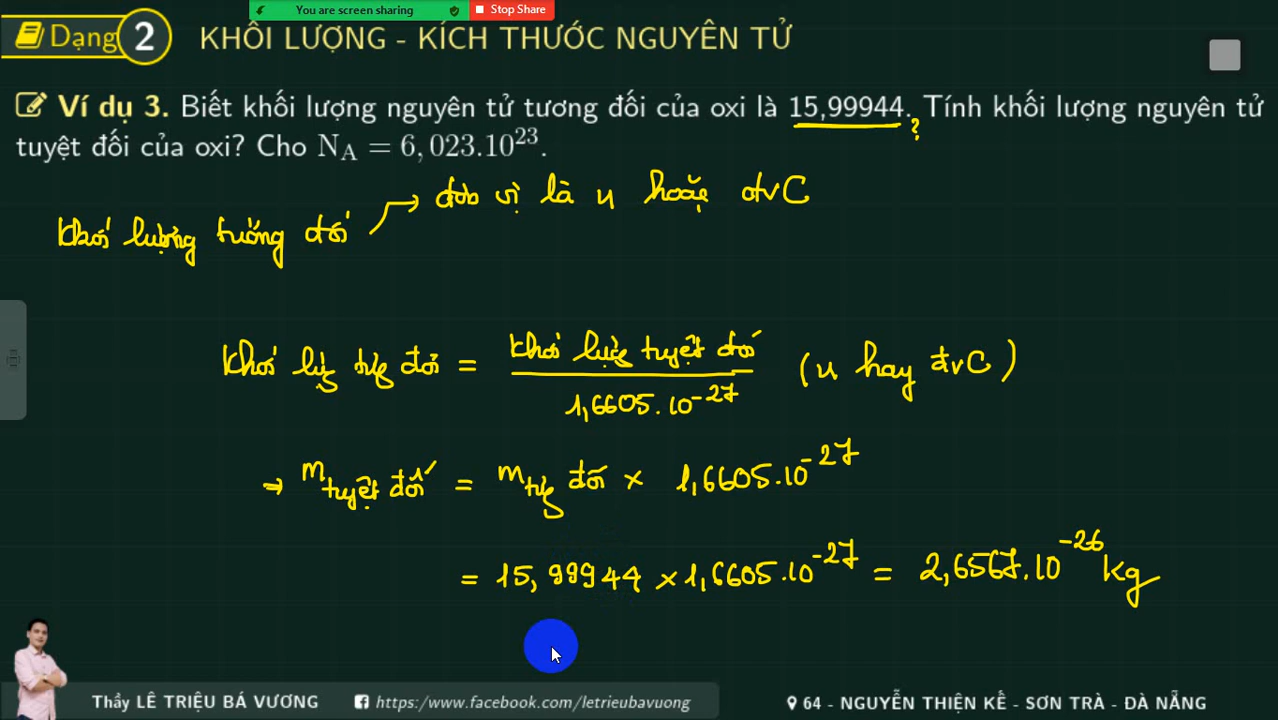 You are screen sharing Stop Share
Dạng 2 KHỐI LƯỢNG - KÍCH THƯỚC NGUYÊN TỬ
Ví dụ 3. Biết khối lượng nguyên tử tương đối của oxi là 15,99944. Tính khối lượng nguyên tử
?
tuyệt đối của oxi? Cho N_A = 6,023.10^23.
đơn vị là u hoặc đvC
Khối lượng tương đối
Khối lg tg đối = Khối lượng tuyệt đối / 1,6605.10^-27 (u hay đvC)
→ m tuyệt đối = m tg đối × 1,6605.10^-27
= 15,99944 × 1,6605.10^-27 = 2,6567.10^-26 kg
Thầy LÊ TRIỆU BÁ VƯƠNG https://www.facebook.com/letrieubavuong 64 - NGUYỄN THIỆN KẾ - SƠN TRÀ - ĐÀ NẴNG